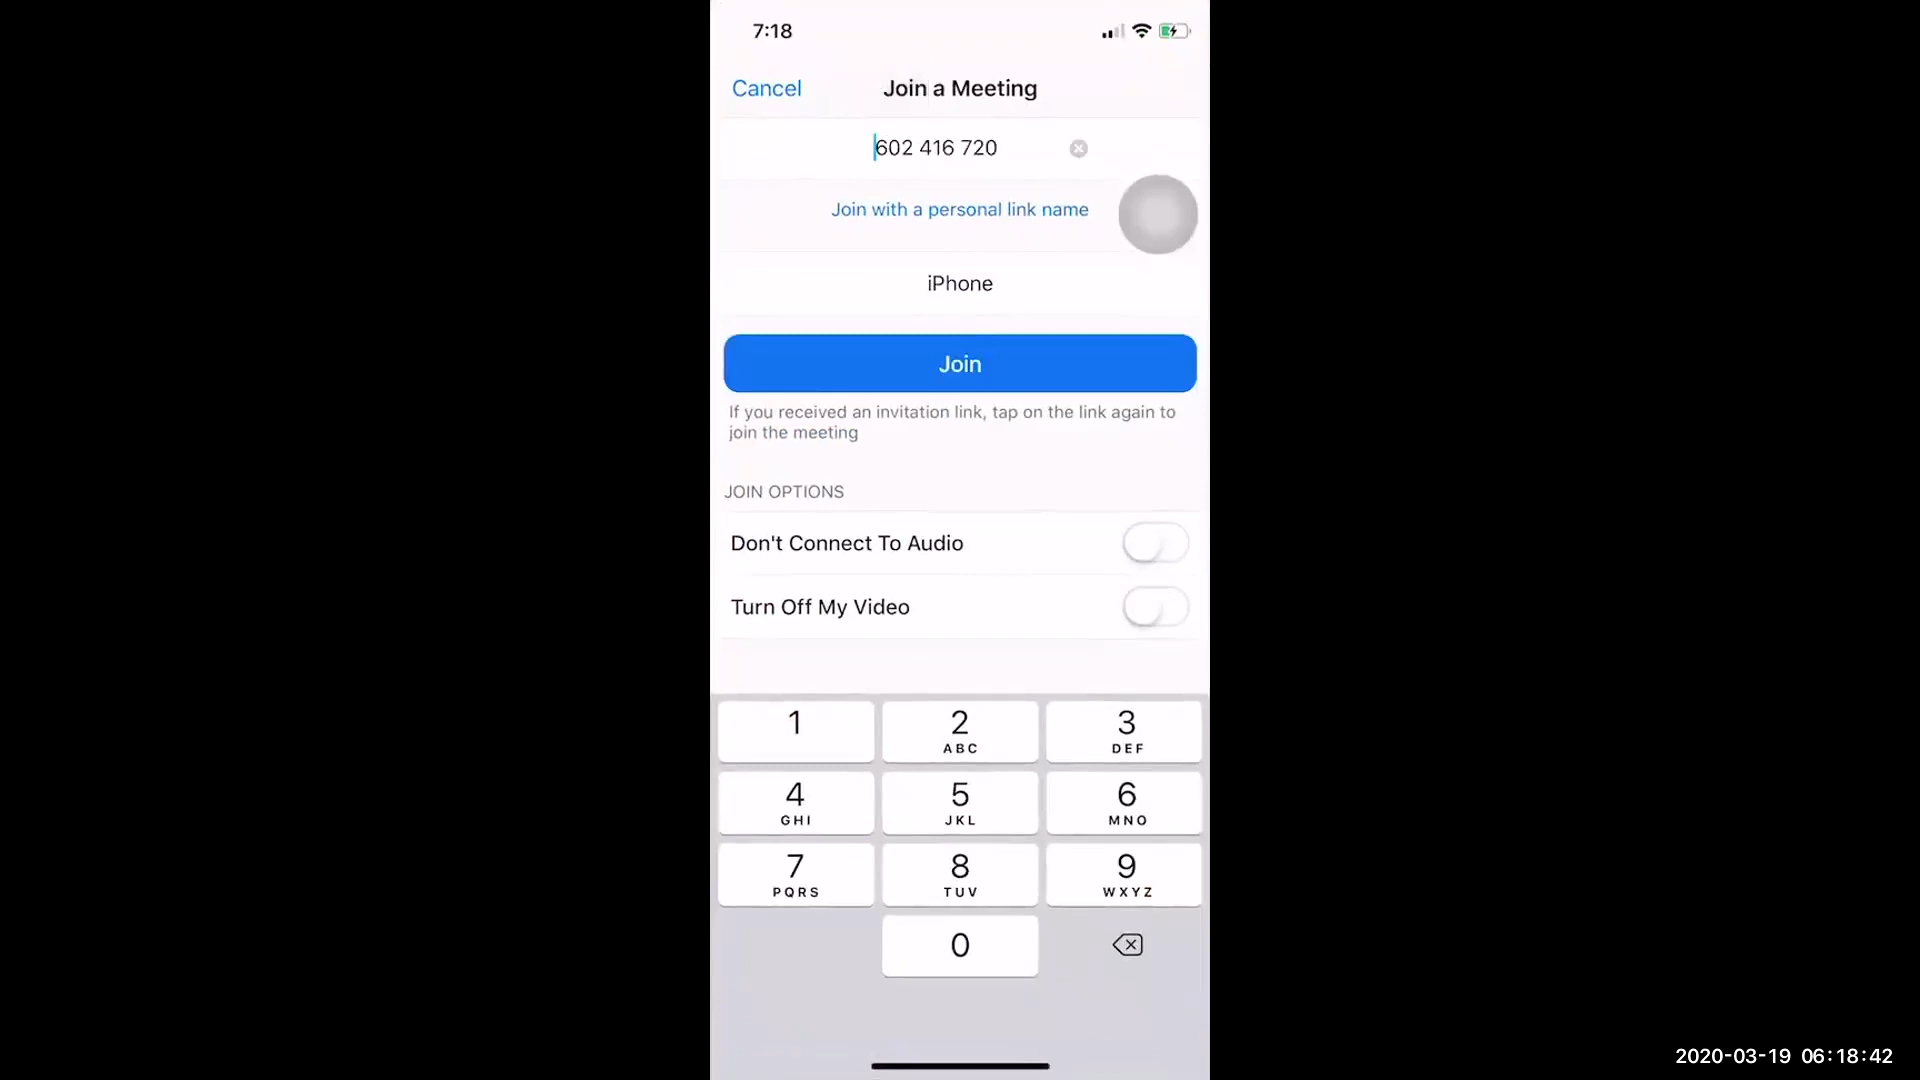 7:18
Cancel
Join a Meeting
602 416 720
Join with a personal link name
iPhone
Join
If you received an invitation link, tap on the link again to
join the meeting
JOIN OPTIONS
Don't Connect To Audio
Turn Off My Video
1
2
ABC
3
DEF
4
GHI
5
JKL
6
MNO
7
PQRS
8
TUV
9
WXYZ
0
2020-03-19 06:18:42